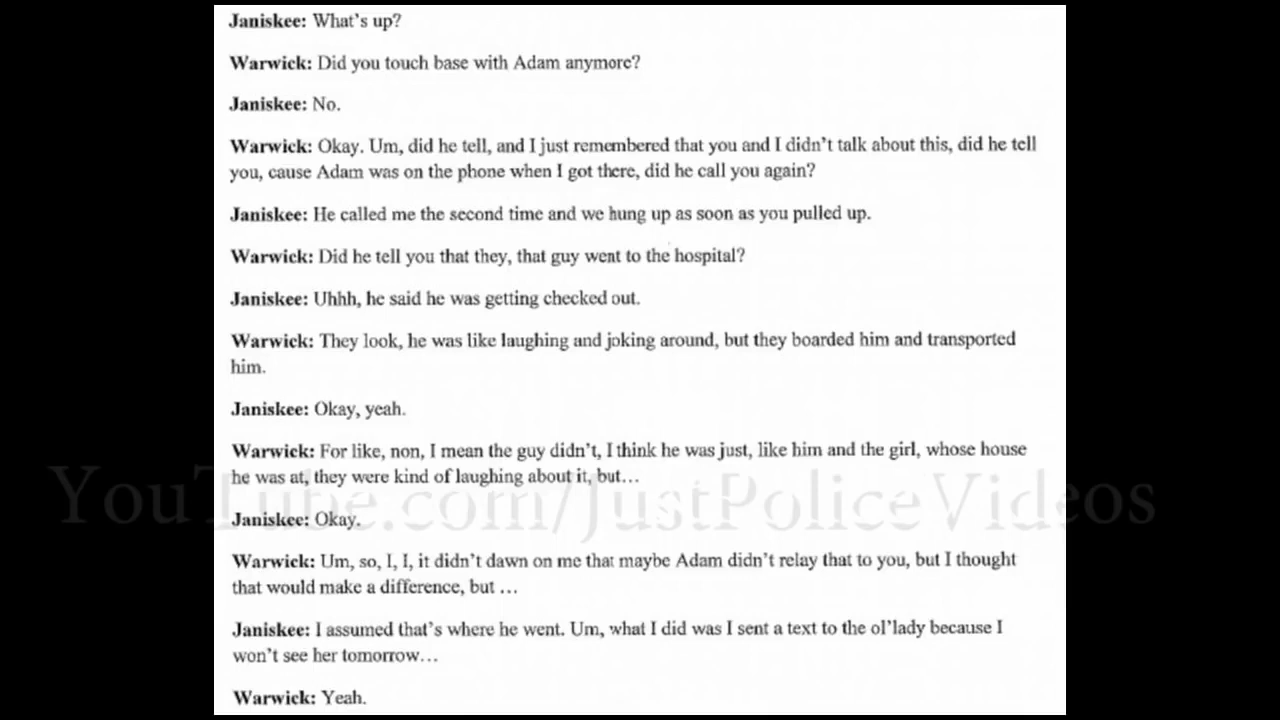 Janiskee: What's up?
Warwick: Did you touch base with Adam anymore?
Janiskee: No.
Warwick: Okay. Um, did he tell, and I just remembered that you and I didn't talk about this, did he tell
you, cause Adam was on the phone when I got there, did he call you again?
Janiskee: He called me the second time and we hung up as soon as you pulled up.
Warwick: Did he tell you that they, that guy went to the hospital?
Janiskee: Uhhh, he said he was getting checked out.
Warwick: They look, he was like laughing and joking around, but they boarded him and transported
him.
Janiskee: Okay, yeah.
Warwick: For like, non, I mean the guy didn't, I think he was just, like him and the girl, whose house
he was at, they were kind of laughing about it, but…
YouTube.com/JustPoliceVideos
Janiskee: Okay.
Warwick: Um, so, I, I, it didn't dawn on me that maybe Adam didn't relay that to you, but I thought
that would make a difference, but …
Janiskee: I assumed that's where he went. Um, what I did was I sent a text to the ol'lady because I
won't see her tomorrow…
Warwick: Yeah.